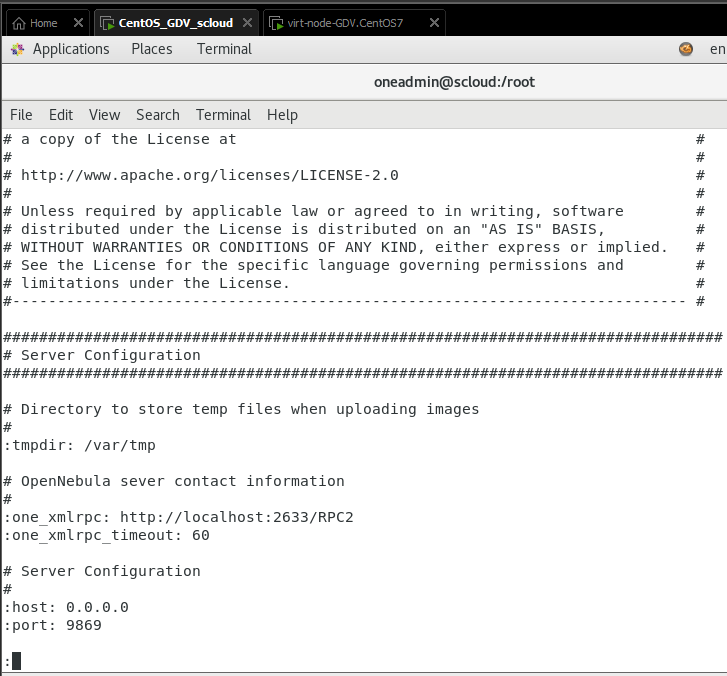 Home
CentOS_GDV_scloud
virt-node-GDV.CentOS7
Applications Places Terminal en
oneadmin@scloud:/root
File Edit View Search Terminal Help
# a copy of the License at #
# #
# http://www.apache.org/licenses/LICENSE-2.0 #
# #
# Unless required by applicable law or agreed to in writing, software #
# distributed under the License is distributed on an "AS IS" BASIS, #
# WITHOUT WARRANTIES OR CONDITIONS OF ANY KIND, either express or implied. #
# See the License for the specific language governing permissions and #
# limitations under the License. #
#--------------------------------------------------------------------------- #
################################################################################
# Server Configuration
################################################################################
# Directory to store temp files when uploading images
#
:tmpdir: /var/tmp
# OpenNebula sever contact information
#
:one_xmlrpc: http://localhost:2633/RPC2
:one_xmlrpc_timeout: 60
# Server Configuration
#
:host: 0.0.0.0
:port: 9869
: